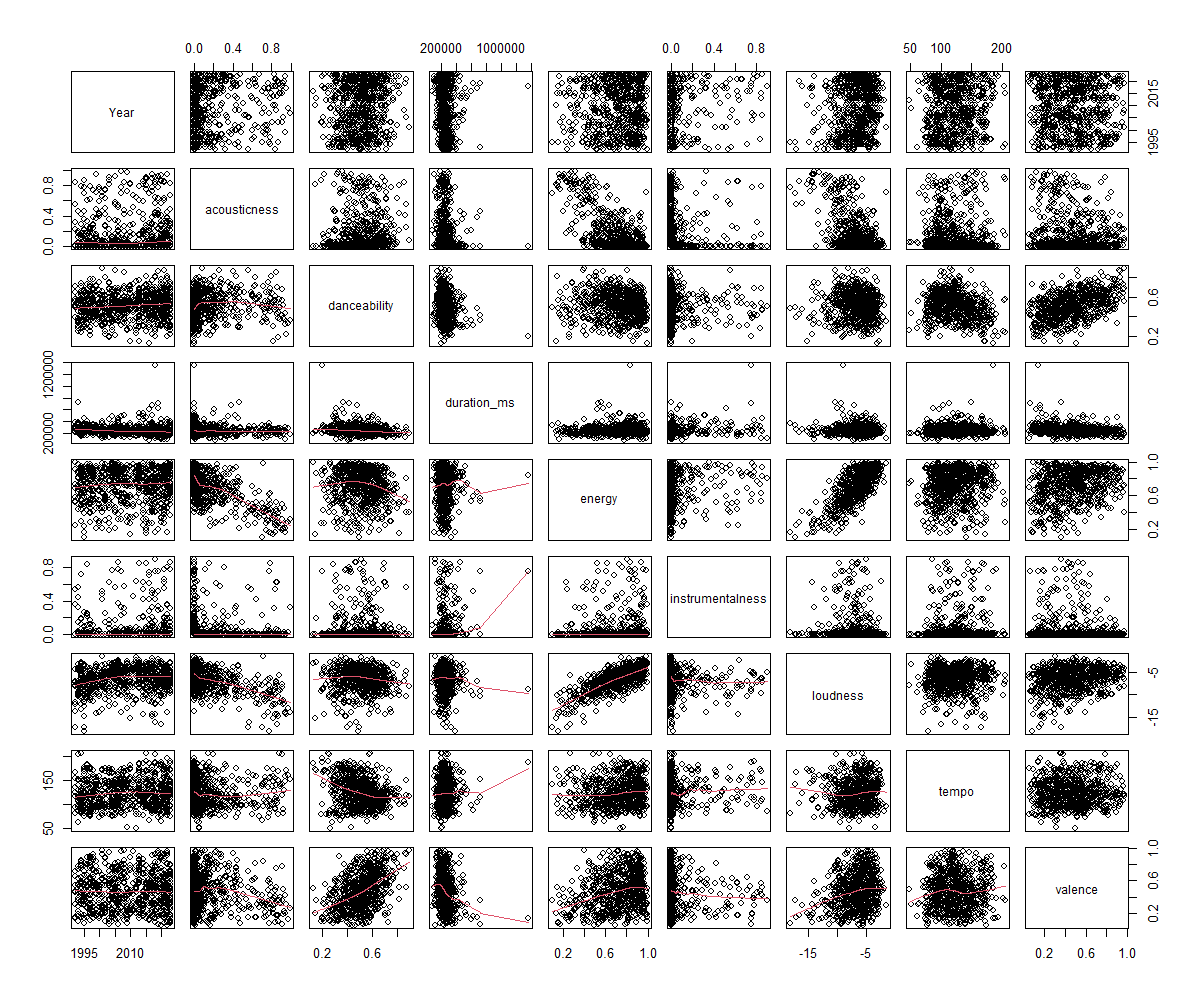 0.0 0.4 0.8 200000 1000000 0.0 0.4 0.8 50 100 200
Year 1995 2015
0.0 0.4 0.8 acousticness
danceability 0.2 0.6
200000 1200000 duration_ms
energy 0.2 0.6 1.0
0.0 0.4 0.8 instrumentalness
loudness -15 -5
50 150 tempo
valence 0.2 0.6 1.0
1995 2010 0.2 0.6 0.2 0.6 1.0 -15 -5 0.2 0.6 1.0